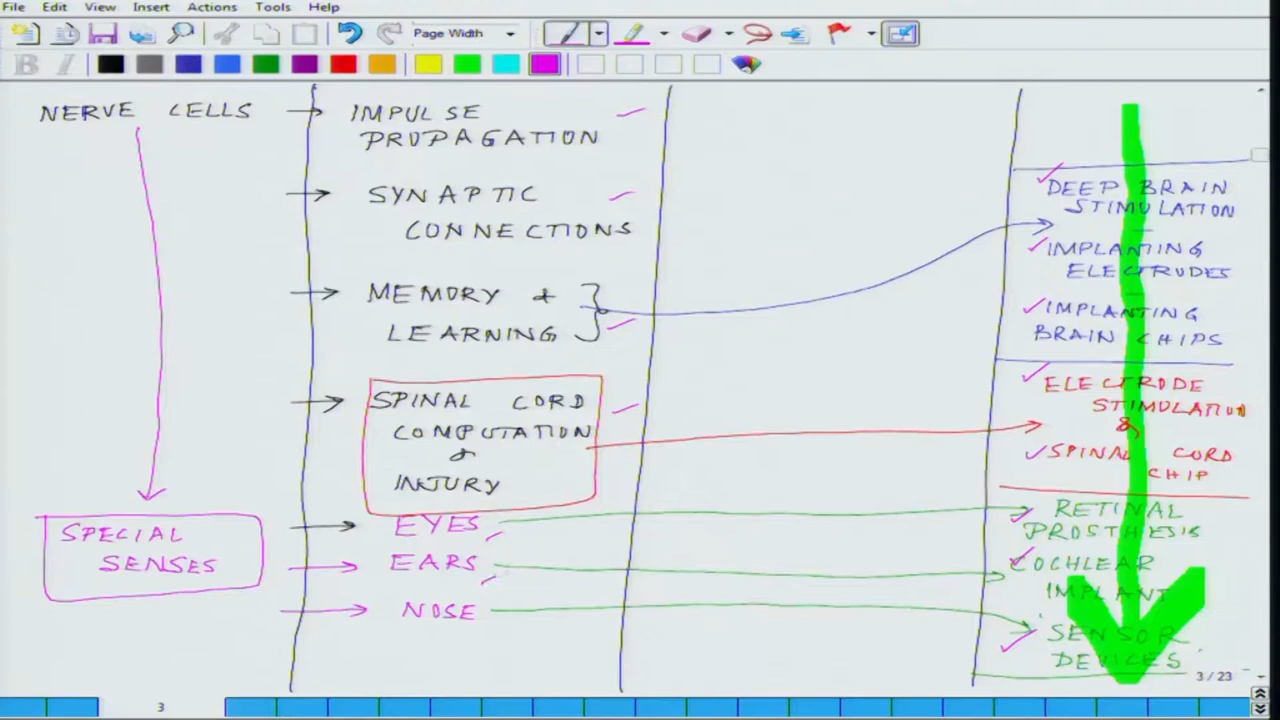 File Edit View Insert Actions Tools Help
Page Width
NERVE CELLS
SPECIAL
SENSES
IMPULSE
PROPAGATION
SYNAPTIC
CONNECTIONS
MEMORY &
LEARNING
SPINAL CORD
COMPUTATION
&
INJURY
EYES
EARS
NOSE
DEEP BRAIN
STIMULATION
IMPLANTING
ELECTRODES
IMPLANTING
BRAIN CHIPS
ELECTRODE
STIMULATION
&
SPINAL CORD
CHIP
RETINAL
PROSTHESIS
COCHLEAR
IMPLANT
SENSOR
DEVICES
3 / 23
3